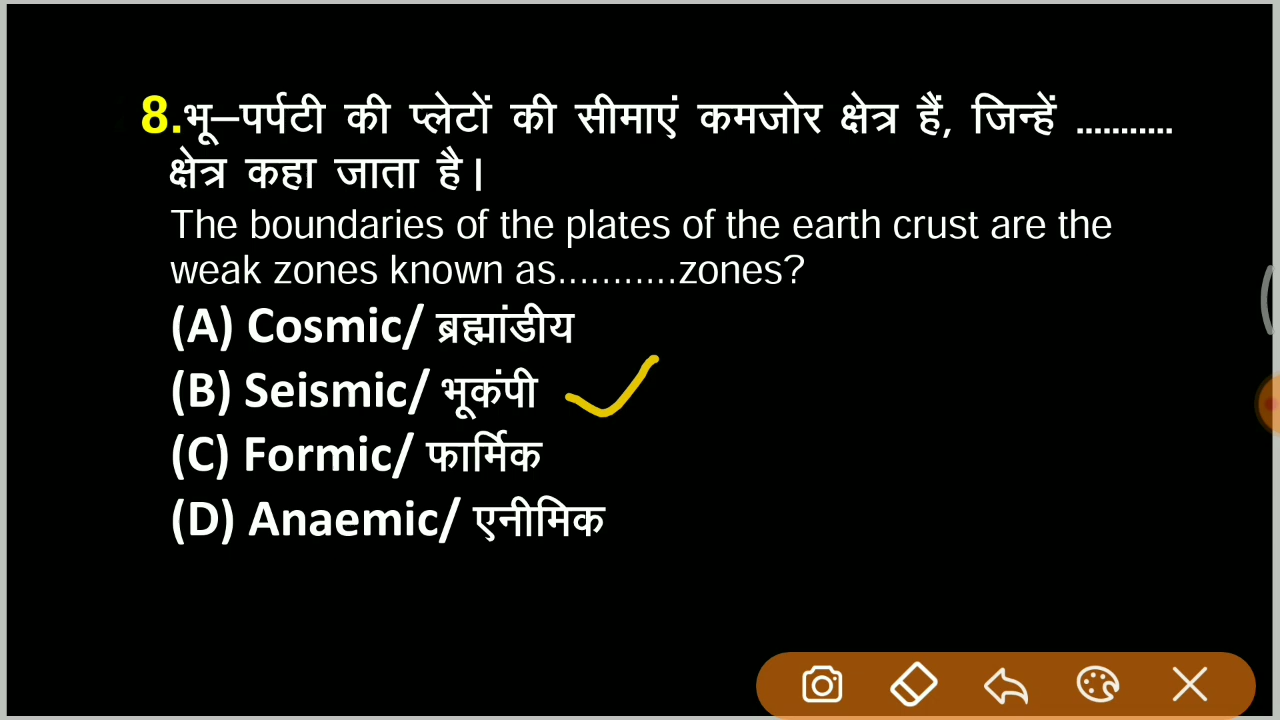 8.भू–पर्पटी की प्लेटों की सीमाएं कमजोर क्षेत्र हैं, जिन्हें ...........
क्षेत्र कहा जाता है।
The boundaries of the plates of the earth crust are the
weak zones known as...........zones?
(A) Cosmic/ ब्रह्मांडीय
(B) Seismic/ भूकंपी
(C) Formic/ फार्मिक
(D) Anaemic/ एनीमिक